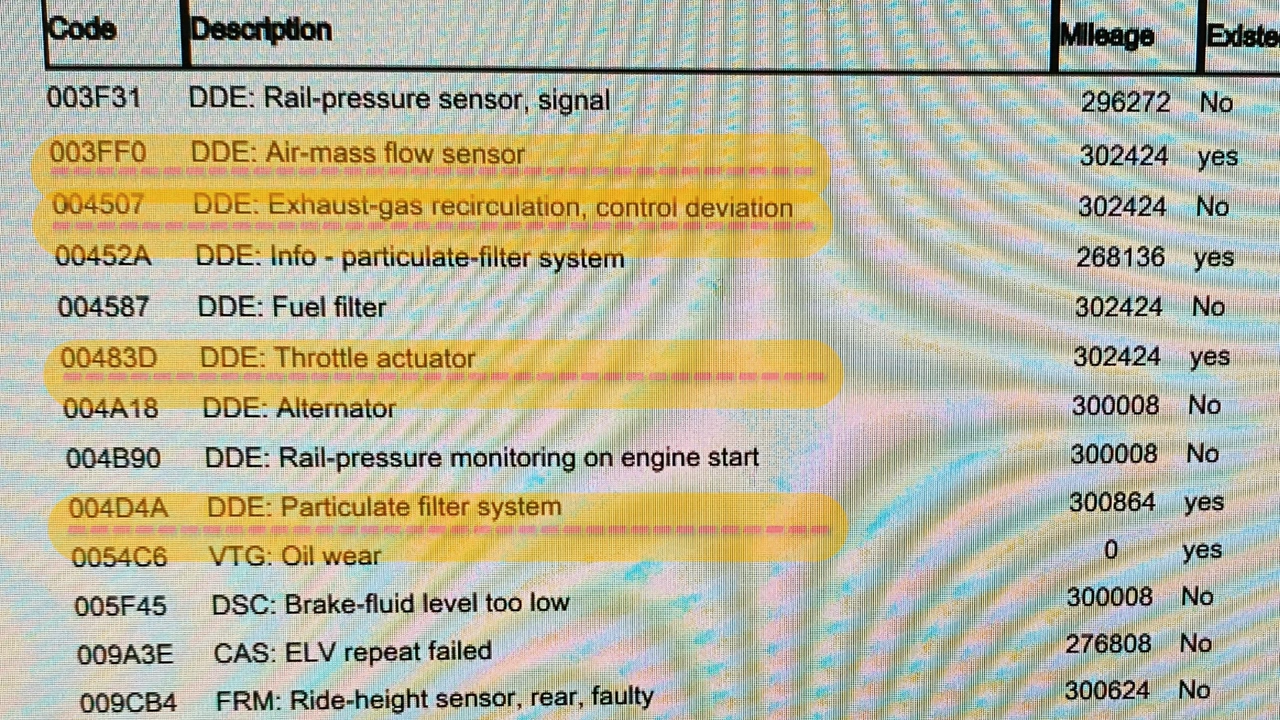 Code Description Mileage
003F31 DDE: Rail-pressure sensor, signal 296272 No
003FF0 DDE: Air-mass flow sensor 302424 yes
004507 DDE: Exhaust-gas recirculation, control deviation 302424 No
00452A DDE: Info - particulate-filter system 268136 yes
004587 DDE: Fuel filter 302424 No
00483D DDE: Throttle actuator 302424 yes
004A18 DDE: Alternator 300008 No
004B90 DDE: Rail-pressure monitoring on engine start 300008 No
004D4A DDE: Particulate filter system 300864 yes
0054C6 VTG: Oil wear 0 yes
005F45 DSC: Brake-fluid level too low 300008 No
009A3E CAS: ELV repeat failed 276808 No
009CB4 FRM: Ride-height sensor, rear, faulty 300624 No